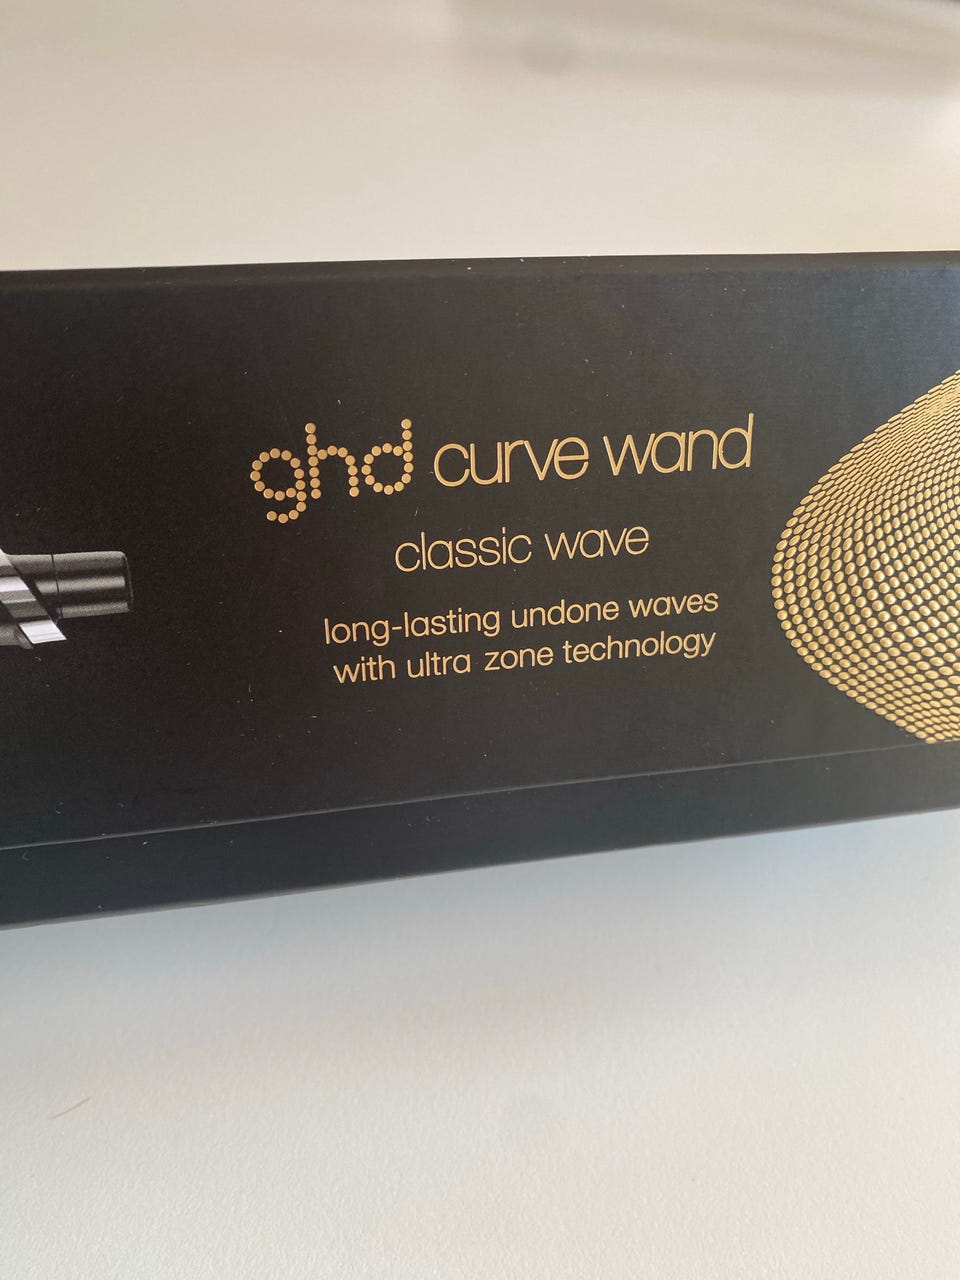 ghd curve wand
classic wave
long-lasting undone waves
with ultra zone technology